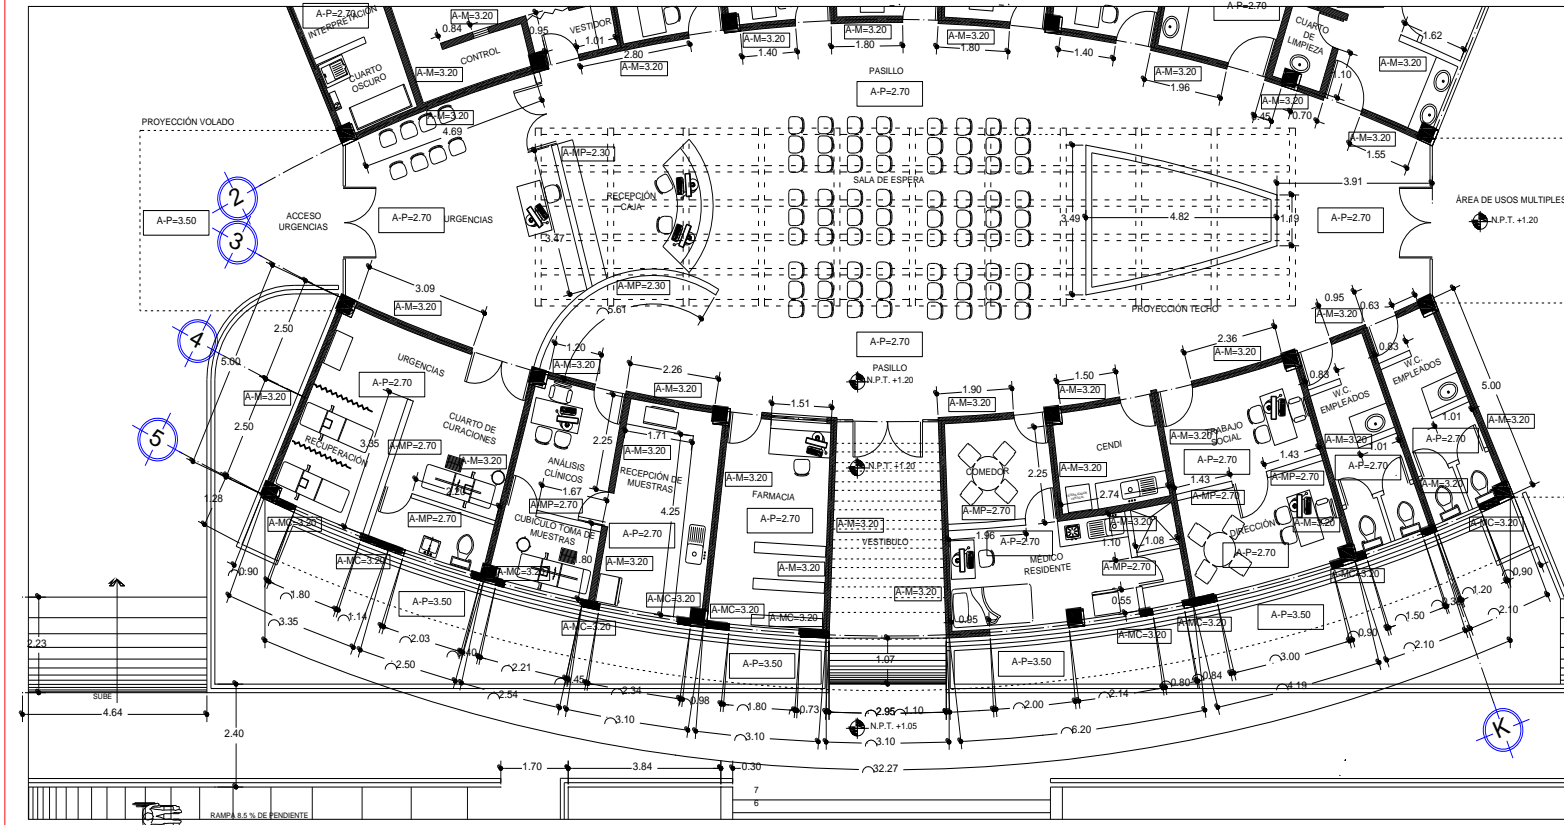 A-P=2.70
INTERPRETACIÓN
A-M=3.20
0.84
CONTROL
0.95
VESTIDOR
1.01
2.80
A-M=3.20
A-M=3.20
1.40
A-M=3.20
1.80
A-M=3.20
1.80
A-M=3.20
1.40
A-P=2.70
CUARTO
DE
LIMPIEZA
1.62
A-M=3.20
CUARTO
OSCURO
A-M=3.20
PASILLO
A-P=2.70
A-M=3.20
1.96
1.10
A-M=3.20
A-M=3.20
0.70
PROYECCIÓN VOLADO
A-M=3.20
4.69
A-M=3.20
1.55
A-MP=2.30
SALA DE ESPERA
3.91
2
3
A-P=3.50
ACCESO
URGENCIAS
A-P=2.70
URGENCIAS
RECEPCIÓN
CAJA
3.47
3.49
4.82
1.19
A-P=2.70
ÁREA DE USOS MULTIPLES
N.P.T. +1.20
A-MP=2.30
5.61
PROYECCIÓN TECHO
3.09
A-M=3.20
2.50
5.00
4
A-M=3.20
2.50
5
1.28
URGENCIAS
A-P=2.70
CUARTO DE
CURACIONES
3.35
RECUPERACIÓN
A-MP=2.70
A-M=3.20
2.20
A-MP=2.70
1.20
A-M=3.20
2.26
A-M=3.20
2.25
ANÁLISIS
CLINICOS
1.67
A-MP=2.70
CUBICULO TOMA DE
MUESTRAS
1.80
1.71
A-M=3.20
RECEPCIÓN DE
MUESTRAS
4.25
A-P=2.70
A-M=3.20
A-P=2.70
PASILLO
N.P.T. +1.20
1.51
A-M=3.20
FARMACIA
A-P=2.70
A-M=3.20
N.P.T. +1.20
A-M=3.20
VESTIBULO
A-M=3.20
1.90
A-M=3.20
COMEDOR
2.25
A-MP=2.70
1.96
A-P=2.70
MÉDICO
RESIDENTE
0.95
1.50
A-M=3.20
CENDI
A-M=3.20
2.74
A-M=3.20
1.10
1.08
A-MP=2.70
0.55
2.36
A-M=3.20
A-M=3.20
TRABAJO
SOCIAL
A-P=2.70
1.43
A-MP=2.70
1.43
A-MP=2.70
A-M=3.20
DIRECCIÓN
A-P=2.70
0.95
0.63
A-M=3.20
0.83
0.83
W.C.
EMPLEADOS
W.C.
EMPLEADOS
5.00
A-M=3.20
1.01
1.01
A-M=3.20
A-P=2.70
A-P=2.70
A-M=3.20
A-MC=3.20
A-MC=3.20
A-MC=3.20
A-MC=3.20
A-MC=3.20
A-MC=3.20
A-MC=3.20
A-MC=3.20
A-MC=3.20
A-MC=3.20
A-MC=3.20
0.90
1.80
1.14
3.35
A-P=3.50
2.03
2.50
2.21
2.54
2.34
3.10
0.98
A-P=3.50
1.80
0.73
3.10
1.07
2.95
1.10
N.P.T. +1.05
3.10
A-P=3.50
2.00
2.14
0.80
0.84
6.20
A-P=3.50
3.00
4.19
0.90
1.50
2.10
1.20
0.90
2.10
K
2.23
SUBE
4.64
2.40
32.27
1.70
3.84
0.30
7
6
RAMPA 8.5 % DE PENDIENTE